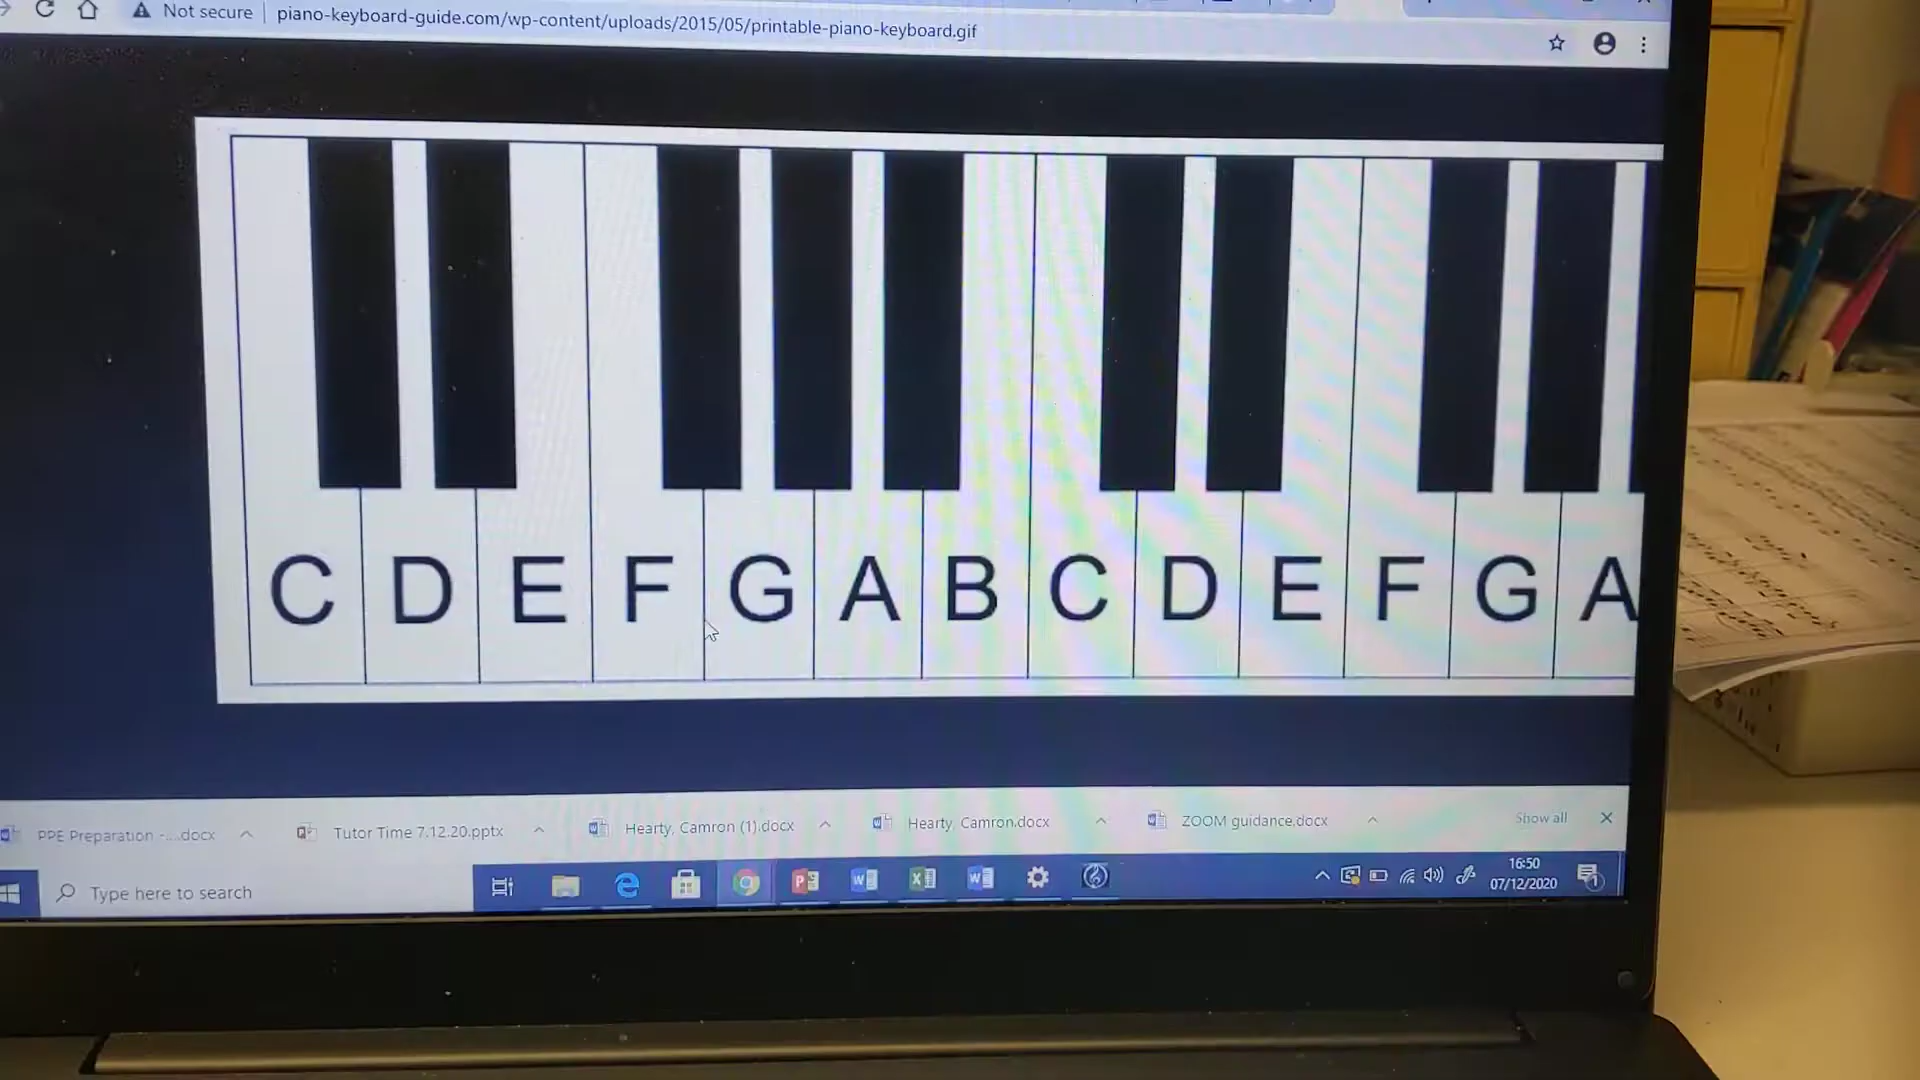 Not secure
piano-keyboard-guide.com/wp-content/uploads/2015/05/printable-piano-keyboard.gif
C D E F G A B C D E F G A
PPE Preparation -....docx
Tutor Time 7.12.20.pptx
Hearty, Camron (1).docx
Hearty, Camron.docx
ZOOM guidance.docx
Show all
Type here to search
16:50
07/12/2020